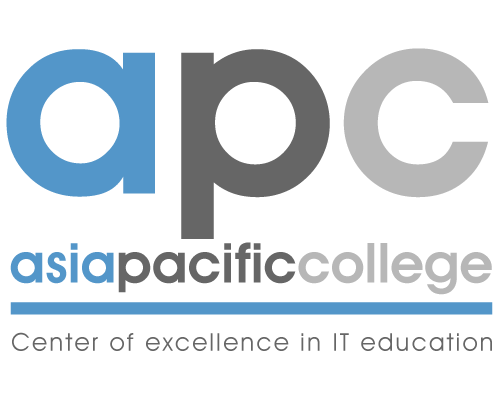 apc
asiapacificcollege
Center of excellence in IT education